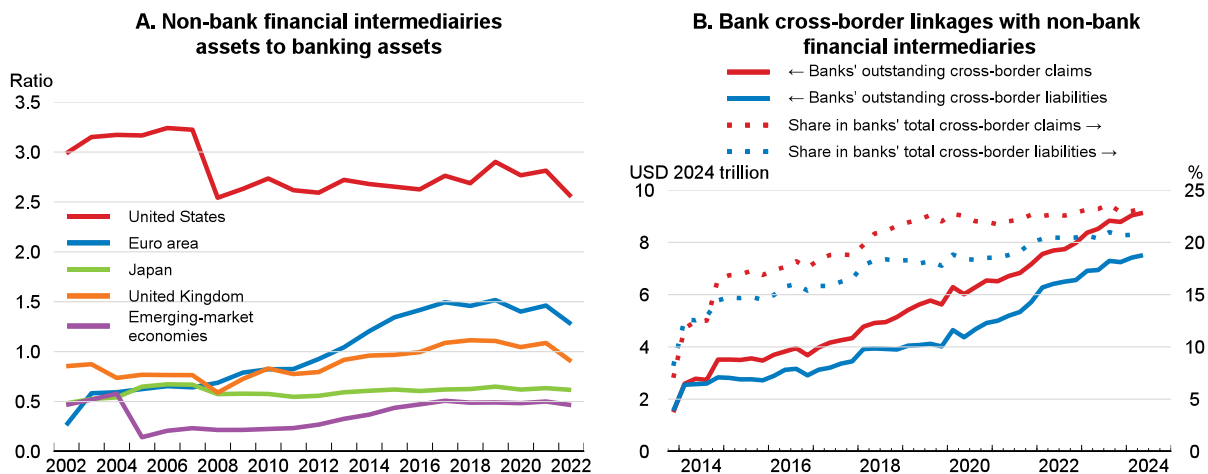 A. Non-bank financial intermediairies
assets to banking assets
Ratio
3.5
3.0
2.5
2.0
1.5
1.0
0.5
0.0
United States
Euro area
Japan
United Kingdom
Emerging-market
economies
2002 2004 2006 2008 2010 2012 2014 2016 2018 2020 2022
B. Bank cross-border linkages with non-bank
financial intermediaries
← Banks' outstanding cross-border claims
← Banks' outstanding cross-border liabilities
Share in banks' total cross-border claims →
Share in banks' total cross-border liabilities →
USD 2024 trillion
%
10
8
6
4
2
0
25
20
15
10
5
0
2014 2016 2018 2020 2022 2024